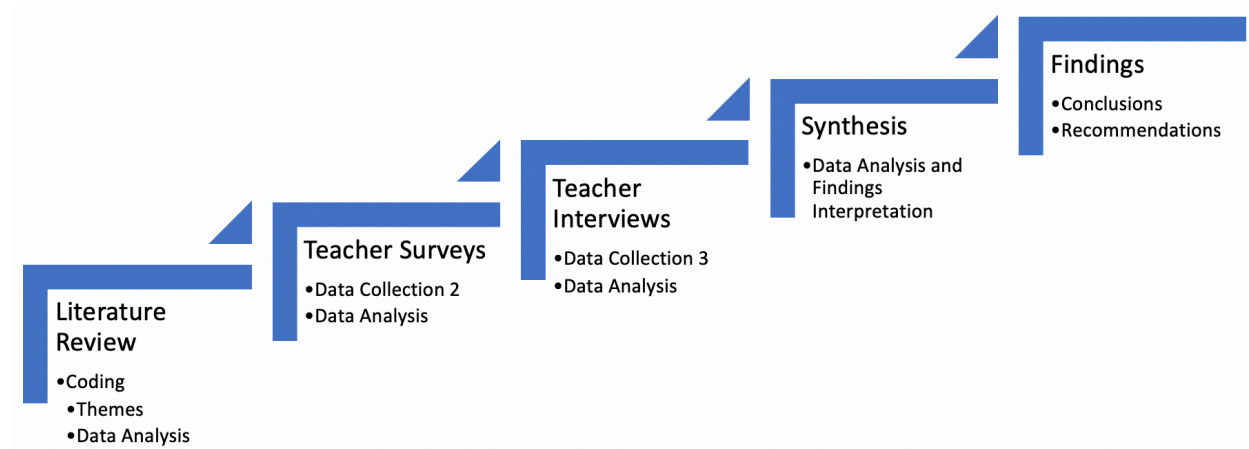 Literature
Review
•Coding
•Themes
•Data Analysis
Teacher Surveys
•Data Collection 2
•Data Analysis
Teacher
Interviews
•Data Collection 3
•Data Analysis
Synthesis
•Data Analysis and
Findings
Interpretation
Findings
•Conclusions
•Recommendations